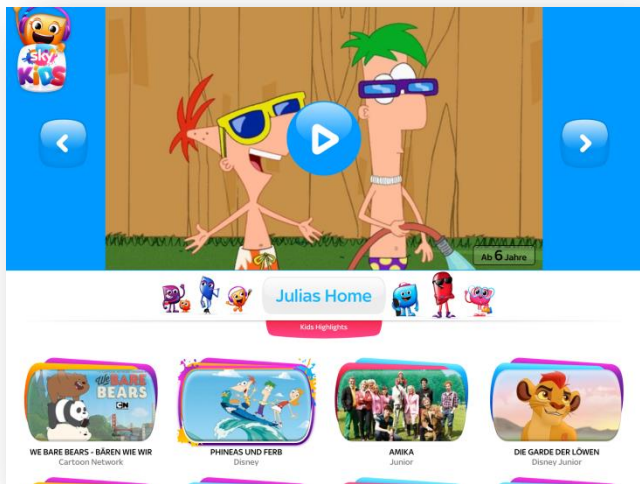 sky
KiDS
Ab 6 Jahre
Julias Home
Kids Highlights
We BARE
BEARS
CN
WE BARE BEARS - BÄREN WIE WIR
Cartoon Network
PHINEAS UND FERB
Disney
AMIKA
Junior
DIE GARDE DER LÖWEN
Disney Junior